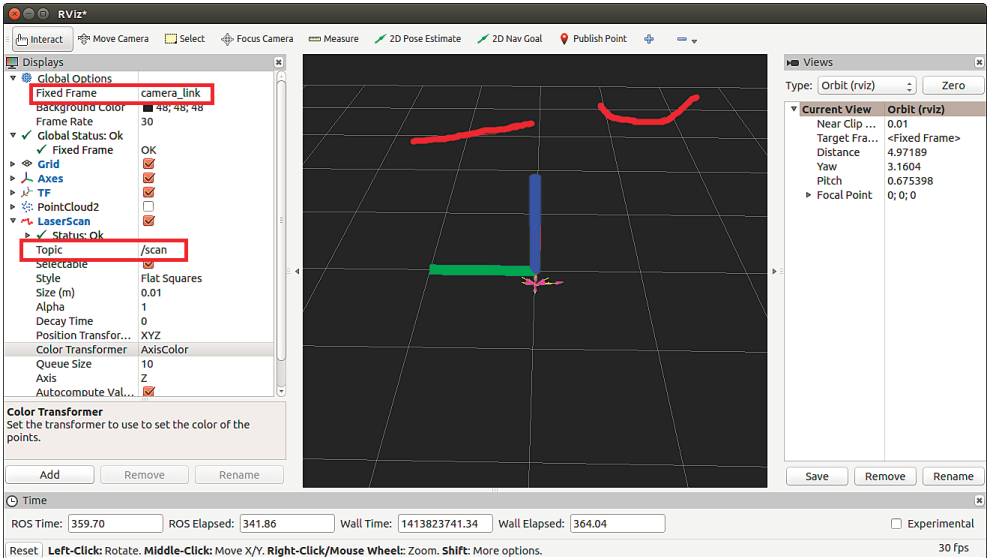 RViz*
Interact Move Camera Select Focus Camera Measure 2D Pose Estimate 2D Nav Goal Publish Point
Displays
Global Options
Fixed Frame camera_link
Background Color 48; 48; 48
Frame Rate 30
Global Status: Ok
Fixed Frame OK
Grid
Axes
TF
PointCloud2
LaserScan
Status: Ok
Topic /scan
Selectable
Style Flat Squares
Size (m) 0.01
Alpha 1
Decay Time 0
Position Transfor... XYZ
Color Transformer AxisColor
Queue Size 10
Axis Z
Autocompute Val...
Color Transformer
Set the transformer to use to set the color of the
points.
Add Remove Rename
Views
Type: Orbit (rviz) Zero
Current View Orbit (rviz)
Near Clip ... 0.01
Target Fra... <Fixed Frame>
Distance 4.97189
Yaw 3.1604
Pitch 0.675398
Focal Point 0; 0; 0
Save Remove Rename
Time
ROS Time: 359.70 ROS Elapsed: 341.86 Wall Time: 1413823741.34 Wall Elapsed: 364.04 Experimental
Reset Left-Click: Rotate. Middle-Click: Move X/Y. Right-Click/Mouse Wheel:: Zoom. Shift: More options. 30 fps